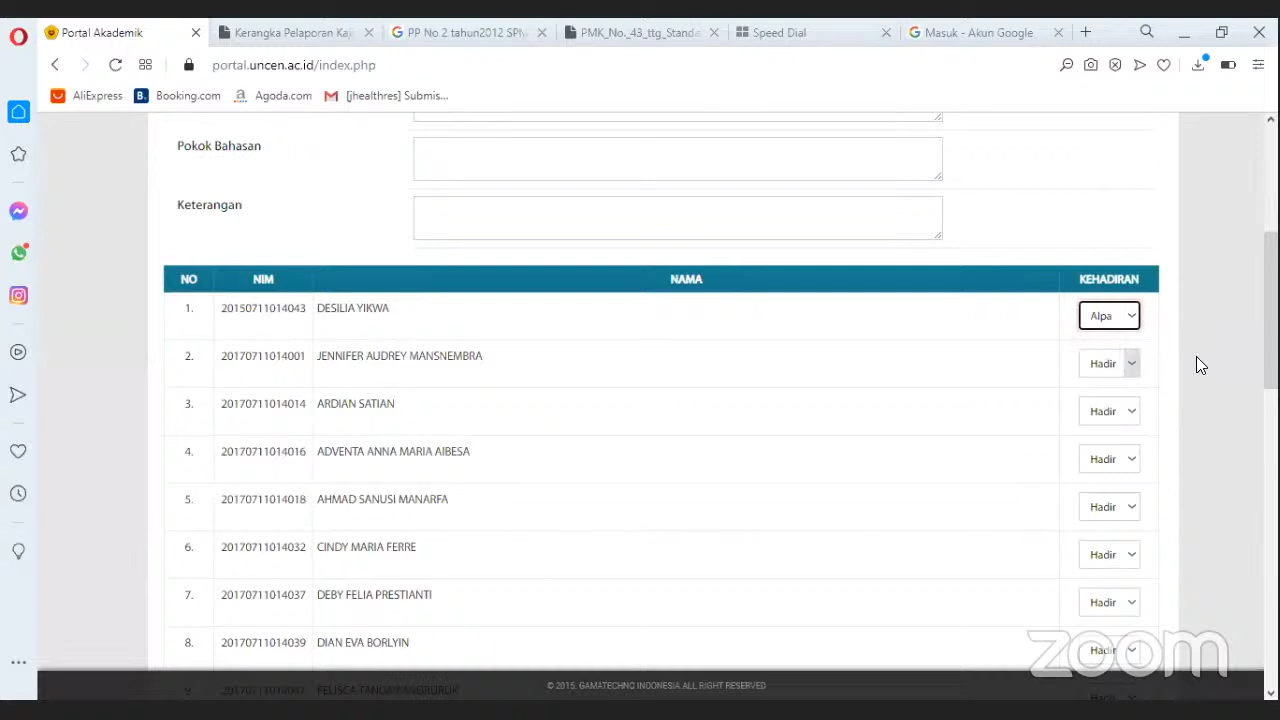 Portal Akademik
Kerangka Pelaporan Kaji
PP No 2 tahun2012 SPM
PMK_No._43_ttg_Standa
Speed Dial
Masuk - Akun Google
portal.uncen.ac.id/index.php
AliExpress
Booking.com
Agoda.com
[jhealthres] Submis...
Pokok Bahasan
Keterangan
NO NIM NAMA KEHADIRAN
1. 20150711014043 DESILIA YIKWA Alpa
2. 20170711014001 JENNIFER AUDREY MANSNEMBRA Hadir
3. 20170711014014 ARDIAN SATIAN Hadir
4. 20170711014016 ADVENTA ANNA MARIA AIBESA Hadir
5. 20170711014018 AHMAD SANUSI MANARFA Hadir
6. 20170711014032 CINDY MARIA FERRE Hadir
7. 20170711014037 DEBY FELIA PRESTIANTI Hadir
8. 20170711014039 DIAN EVA BORLYIN Hadir
zoom
9. FELISCA
© 2015. GAMATECHNO INDONESIA ALL RIGHT RESERVED